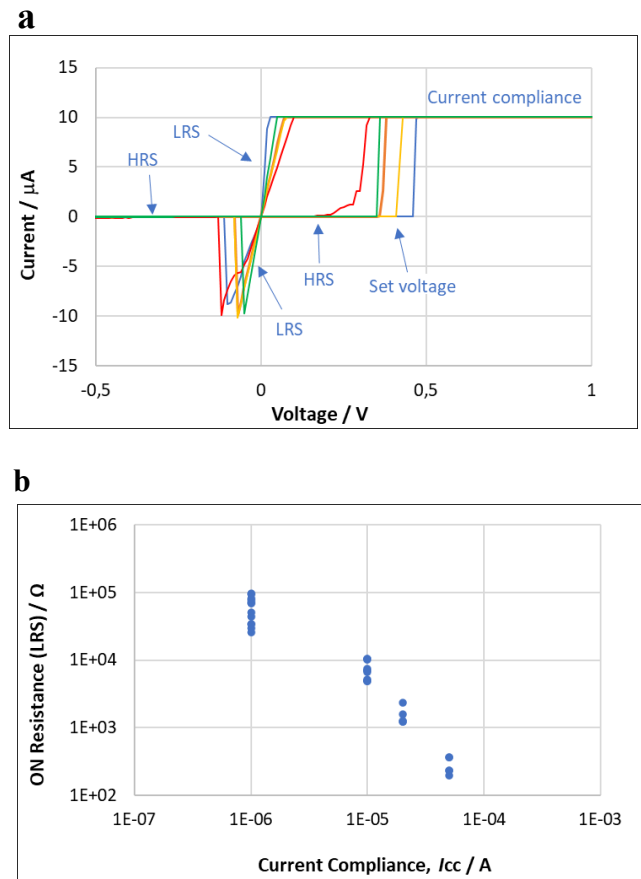 a
15
10
5
0
-5
-10
-15
Current / µA
Current compliance
LRS
HRS
HRS
Set voltage
LRS
-0,5
0
0,5
1
Voltage / V
b
1E+06
1E+05
1E+04
1E+03
1E+02
ON Resistance (LRS) / Ω
1E-07
1E-06
1E-05
1E-04
1E-03
Current Compliance, Icc / A